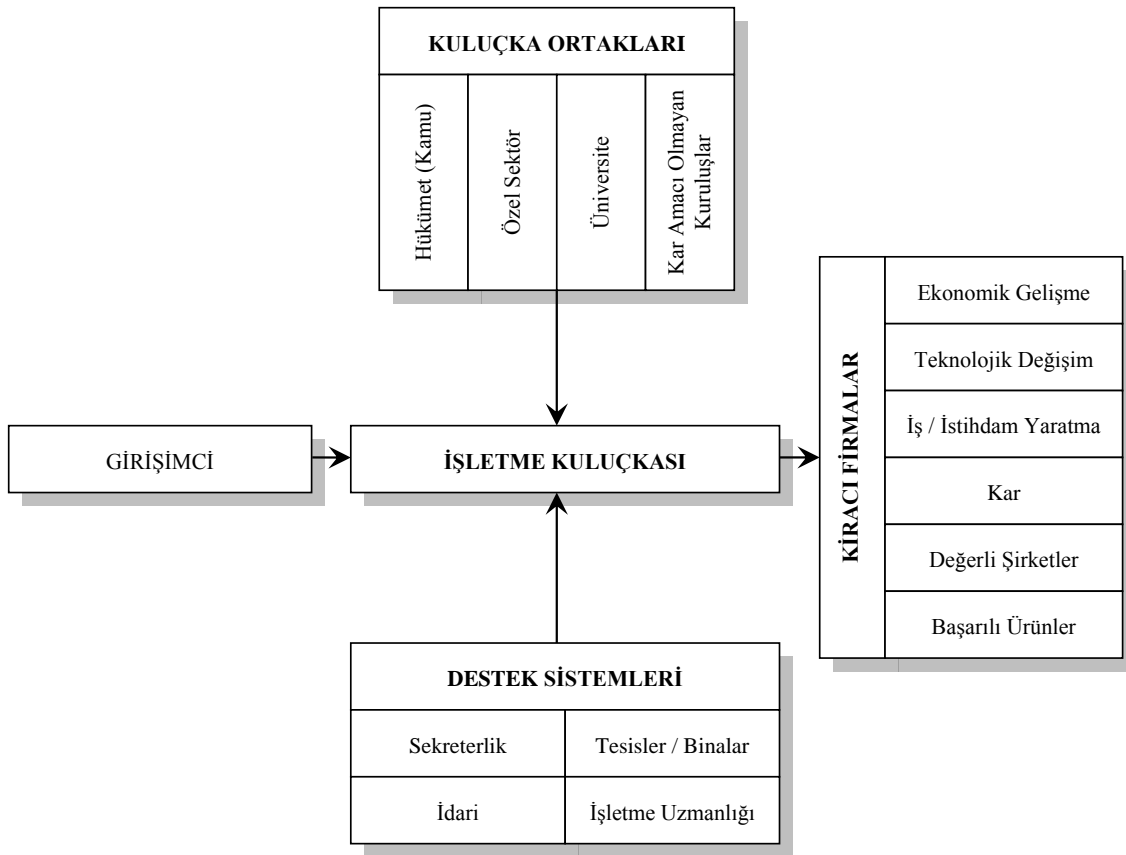 KULUÇKA ORTAKLARI
Hükümet (Kamu)
Özel Sektör
Üniversite
Kar Amacı Olmayan
Kuruluşlar
GİRİŞİMCİ
İŞLETME KULUÇKASI
KİRACI FİRMALAR
Ekonomik Gelişme
Teknolojik Değişim
İş / İstihdam Yaratma
Kar
Değerli Şirketler
Başarılı Ürünler
DESTEK SİSTEMLERİ
Sekreterlik
Tesisler / Binalar
İdari
İşletme Uzmanlığı